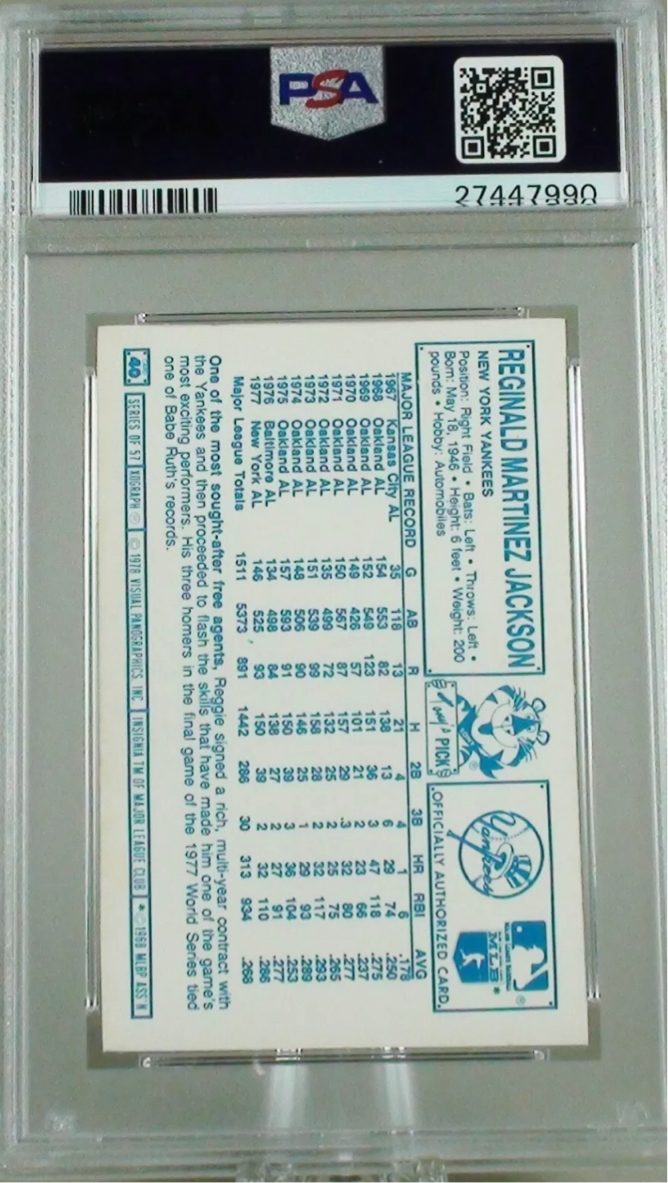 PSA
27447990
REGINALD MARTINEZ JACKSON
NEW YORK YANKEES
Position: Right Field • Bats: Left • Throws: Left •
Born: May 18, 1946 • Height: 6 feet • Weight: 200
pounds • Hobby: Automobiles
Tony's PICK
Yankees
MAJOR LEAGUE BASEBALL
MLB
OFFICIALLY AUTHORIZED CARD.
MAJOR LEAGUE RECORD G AB R H 2B 3B HR RBI AVG
1967 Kansas City AL 35 118 13 21 4 4 1 6 .178
1968 Oakland AL 154 553 82 138 13 6 29 74 .250
1969 Oakland AL 152 549 123 151 36 3 47 118 .275
1970 Oakland AL 149 426 57 101 21 2 23 66 .237
1971 Oakland AL 150 567 87 157 29 3 32 80 .277
1972 Oakland AL 135 499 72 132 25 2 25 75 .265
1973 Oakland AL 151 539 99 158 28 2 32 117 .293
1974 Oakland AL 148 506 90 146 25 1 29 93 .289
1975 Oakland AL 157 593 91 150 39 3 36 104 .253
1976 Baltimore AL 134 498 84 138 27 2 27 91 .277
1977 New York AL 146 525 93 150 39 2 32 110 .286
Major League Totals 1511 5373 891 1442 286 30 313 934 .268
One of the most sought-after free agents, Reggie signed a rich, multi-year contract with
the Yankees and then proceeded to flash the skills that have made him one of the game's
most exciting performers. His three homers in the final game of the 1977 World Series tied
one of Babe Ruth's records.
40 SERIES OF 57 XOGRAPH © © 1978 VISUAL PANOGRAPHICS, INC. INSIGNIA TM OF MAJOR LEAGUE CLUB * © 1968 MLBP ASS'N